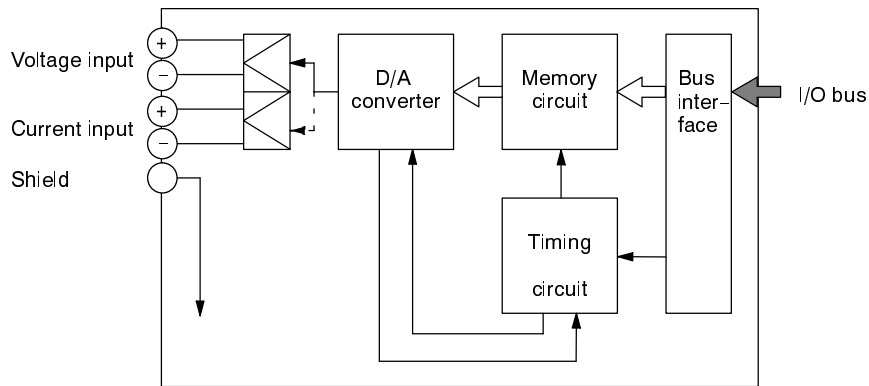 Voltage input
+
−
Current input
+
−
Shield
D/A
converter
Memory
circuit
Bus
inter−
face
I/O bus
Timing
circuit